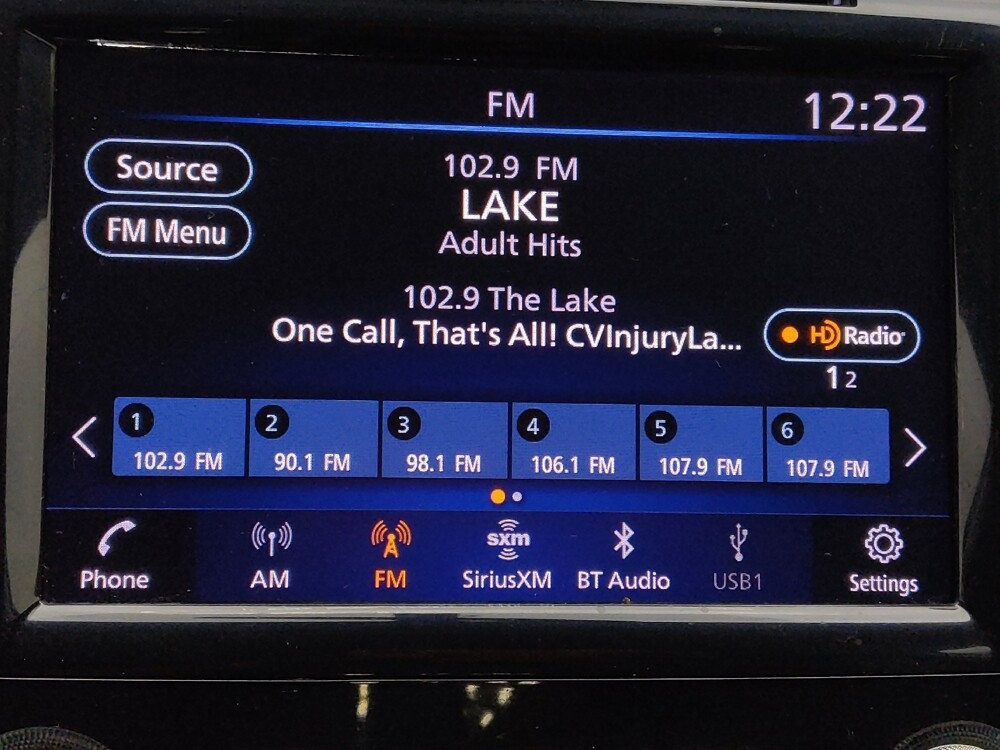 FM
12:22
Source
FM Menu
102.9 FM
LAKE
Adult Hits
102.9 The Lake
One Call, That's All! CVInjuryLa...
HD Radio
1 2
1
102.9 FM
2
90.1 FM
3
98.1 FM
4
106.1 FM
5
107.9 FM
6
107.9 FM
Phone
AM
FM
sxm
SiriusXM
BT Audio
USB1
Settings